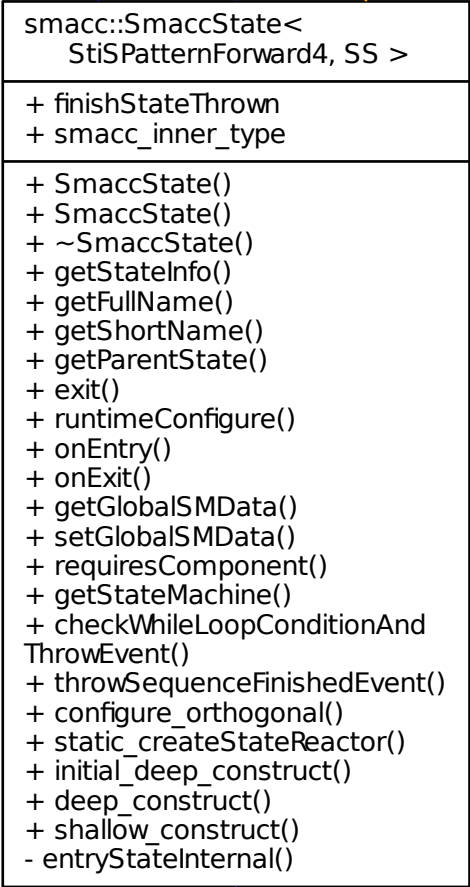 smacc::SmaccState<
StiSPatternForward4, SS >
+ finishStateThrown
+ smacc_inner_type
+ SmaccState()
+ SmaccState()
+ ~SmaccState()
+ getStateInfo()
+ getFullName()
+ getShortName()
+ getParentState()
+ exit()
+ runtimeConfigure()
+ onEntry()
+ onExit()
+ getGlobalSMData()
+ setGlobalSMData()
+ requiresComponent()
+ getStateMachine()
+ checkWhileLoopConditionAnd
ThrowEvent()
+ throwSequenceFinishedEvent()
+ configure_orthogonal()
+ static_createStateReactor()
+ initial_deep_construct()
+ deep_construct()
+ shallow_construct()
- entryStateInternal()